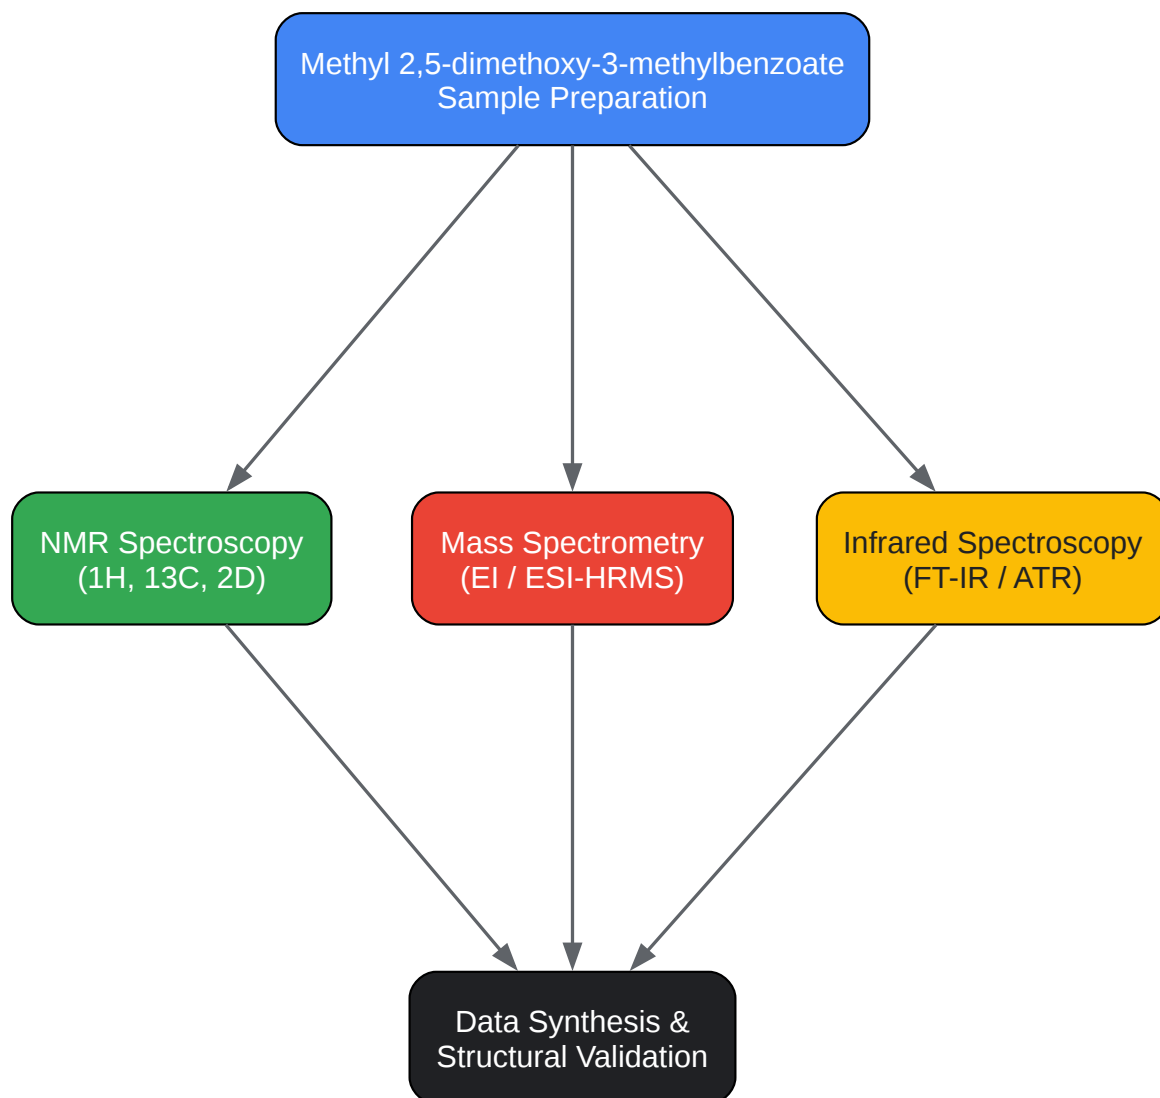 Methyl 2,5-dimethoxy-3-methylbenzoate
Sample Preparation
NMR Spectroscopy
(1H, 13C, 2D)
Mass Spectrometry
(EI / ESI-HRMS)
Infrared Spectroscopy
(FT-IR / ATR)
Data Synthesis &
Structural Validation